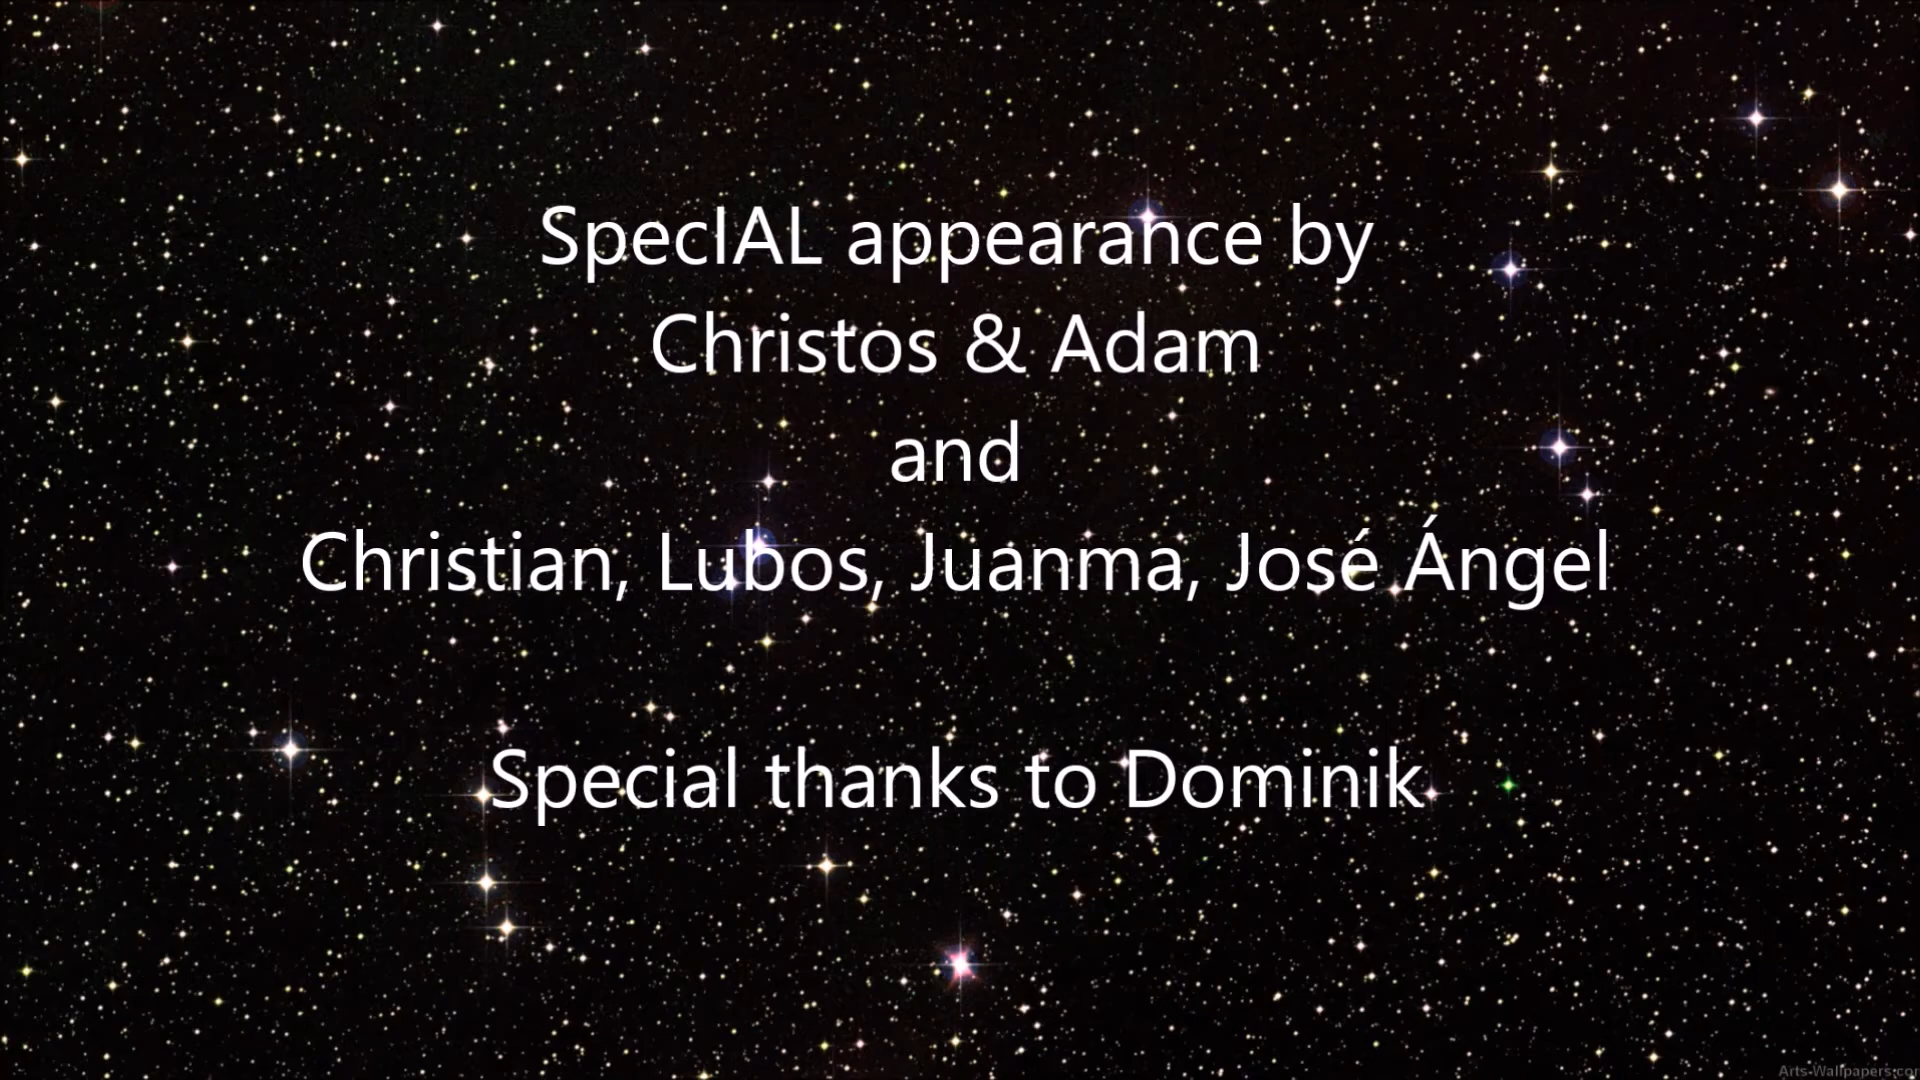 SpecIAL appearance by
Christos & Adam
and
Christian, Lubos, Juanma, José Ángel
Special thanks to Dominik
Arts-Wallpapers.com